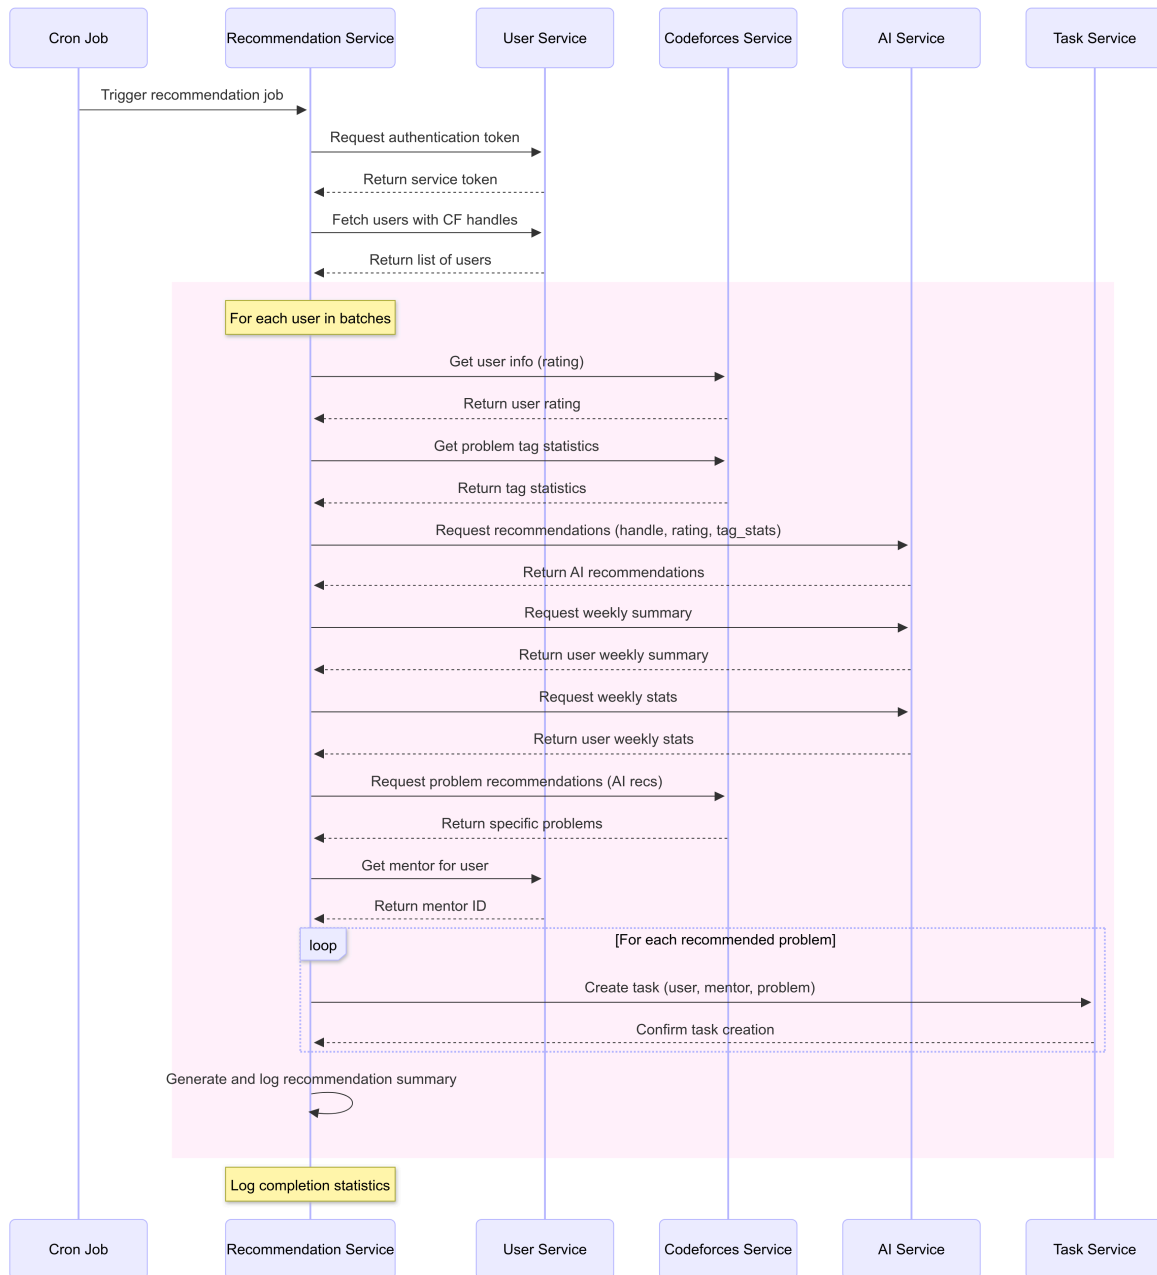 Cron Job
Recommendation Service
User Service
Codeforces Service
AI Service
Task Service
Trigger recommendation job
Request authentication token
Return service token
Fetch users with CF handles
Return list of users
For each user in batches
Get user info (rating)
Return user rating
Get problem tag statistics
Return tag statistics
Request recommendations (handle, rating, tag_stats)
Return AI recommendations
Request weekly summary
Return user weekly summary
Request weekly stats
Return user weekly stats
Request problem recommendations (AI recs)
Return specific problems
Get mentor for user
Return mentor ID
loop
[For each recommended problem]
Create task (user, mentor, problem)
Confirm task creation
Generate and log recommendation summary
Log completion statistics
Cron Job
Recommendation Service
User Service
Codeforces Service
AI Service
Task Service